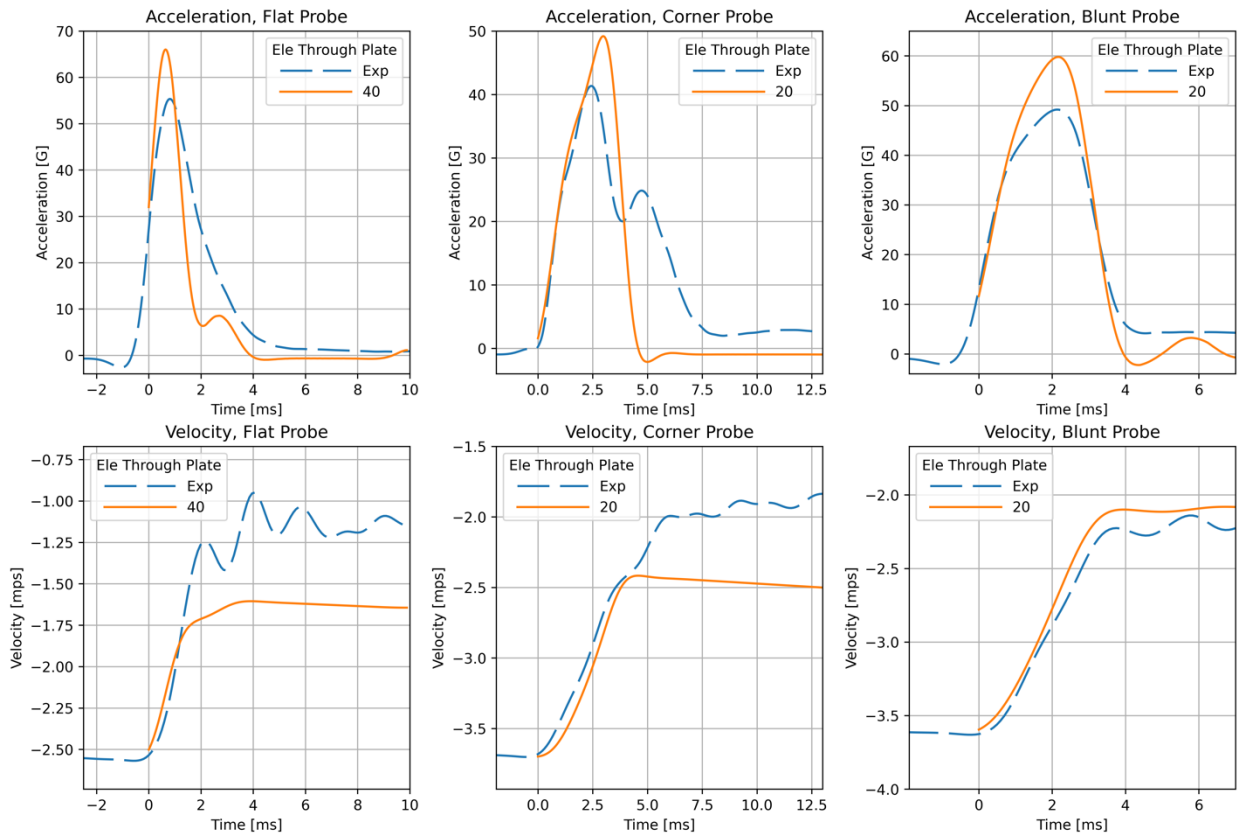 Acceleration, Flat Probe
70
60
50
40
30
20
10
0
Acceleration [G]
Ele Through Plate
Exp
40
−2 0 2 4 6 8 10
Time [ms]
Acceleration, Corner Probe
50
40
30
20
10
0
Acceleration [G]
Ele Through Plate
Exp
20
0.0 2.5 5.0 7.5 10.0 12.5
Time [ms]
Acceleration, Blunt Probe
60
50
40
30
20
10
0
Acceleration [G]
Ele Through Plate
Exp
20
0 2 4 6
Time [ms]
Velocity, Flat Probe
−0.75
−1.00
−1.25
−1.50
−1.75
−2.00
−2.25
−2.50
Velocity [mps]
Ele Through Plate
Exp
40
−2 0 2 4 6 8 10
Time [ms]
Velocity, Corner Probe
−1.5
−2.0
−2.5
−3.0
−3.5
Velocity [mps]
Ele Through Plate
Exp
20
0.0 2.5 5.0 7.5 10.0 12.5
Time [ms]
Velocity, Blunt Probe
−2.0
−2.5
−3.0
−3.5
−4.0
Velocity [mps]
Ele Through Plate
Exp
20
0 2 4 6
Time [ms]